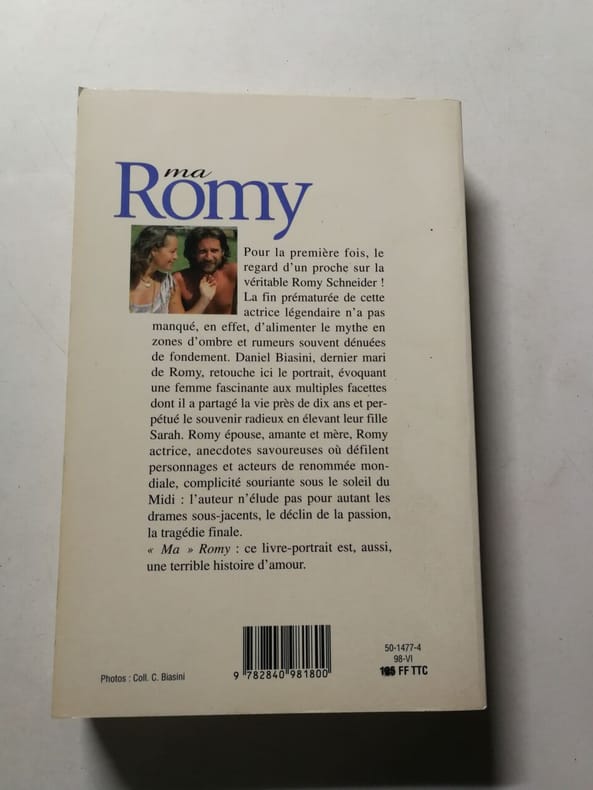 ma
Romy
Pour la première fois, le
regard d'un proche sur la
véritable Romy Schneider !
La fin prématurée de cette
actrice légendaire n'a pas
manqué, en effet, d'alimenter le mythe en
zones d'ombre et rumeurs souvent dénuées
de fondement. Daniel Biasini, dernier mari
de Romy, retouche ici le portrait, évoquant
une femme fascinante aux multiples facettes
dont il a partagé la vie près de dix ans et per-
pétué le souvenir radieux en élevant leur fille
Sarah. Romy épouse, amante et mère, Romy
actrice, anecdotes savoureuses où défilent
personnages et acteurs de renommée mon-
diale, complicité souriante sous le soleil du
Midi : l'auteur n'élude pas pour autant les
drames sous-jacents, le déclin de la passion,
la tragédie finale.
« Ma » Romy : ce livre-portrait est, aussi,
une terrible histoire d'amour.
Photos : Coll. C. Biasini
9 782840 981800
50-1477-4
98-VI
FF TTC